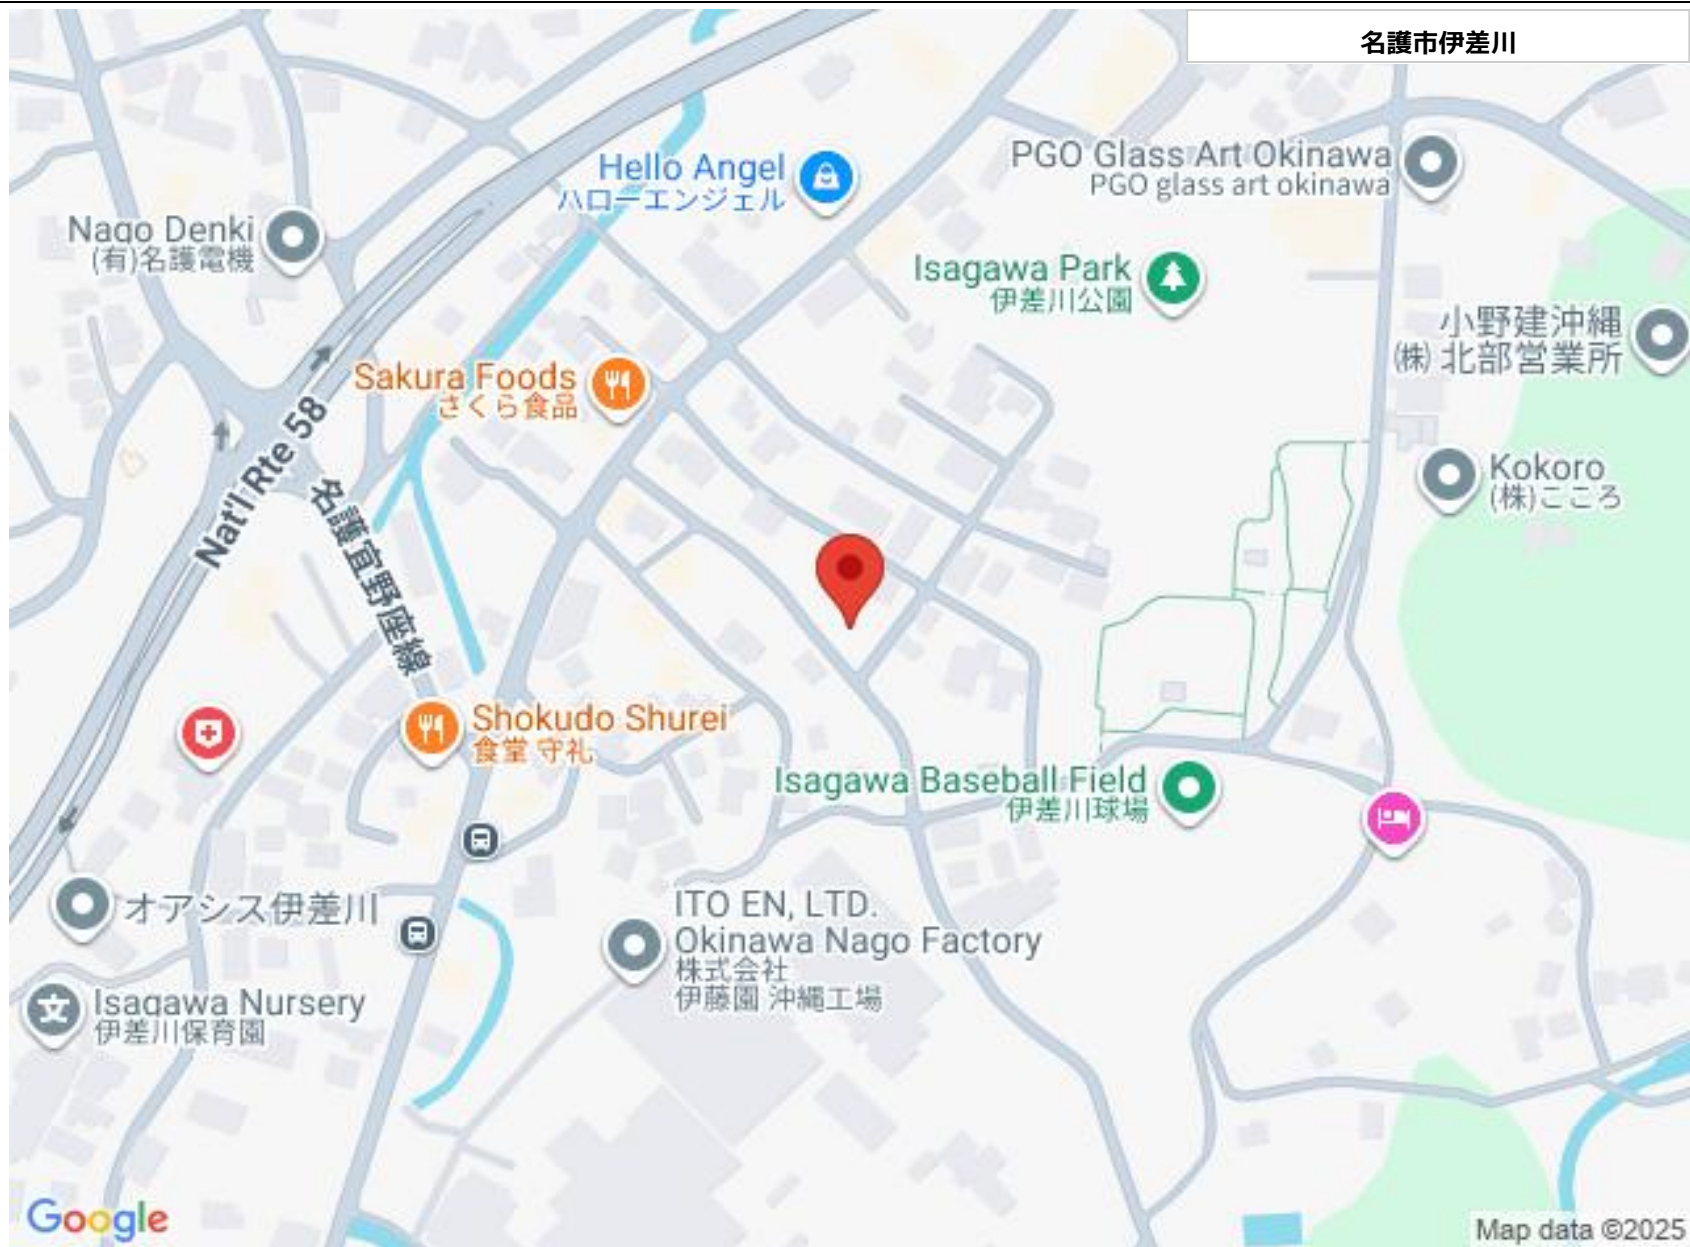 名護市伊差川
Hello Angel
ハローエンジェル
PGO Glass Art Okinawa
PGO glass art okinawa
Nago Denki
(有)名護電機
Isagawa Park
伊差川公園
小野建沖縄
(株) 北部営業所
Sakura Foods
さくら食品
Nat'l Rte 58
名護宜野座線
Kokoro
(株)こころ
Shokudo Shurei
食堂 守礼
Isagawa Baseball Field
伊差川球場
オアシス伊差川
ITO EN, LTD.
Okinawa Nago Factory
株式会社
伊藤園 沖縄工場
文
Isagawa Nursery
伊差川保育園
Google
Map data ©2025